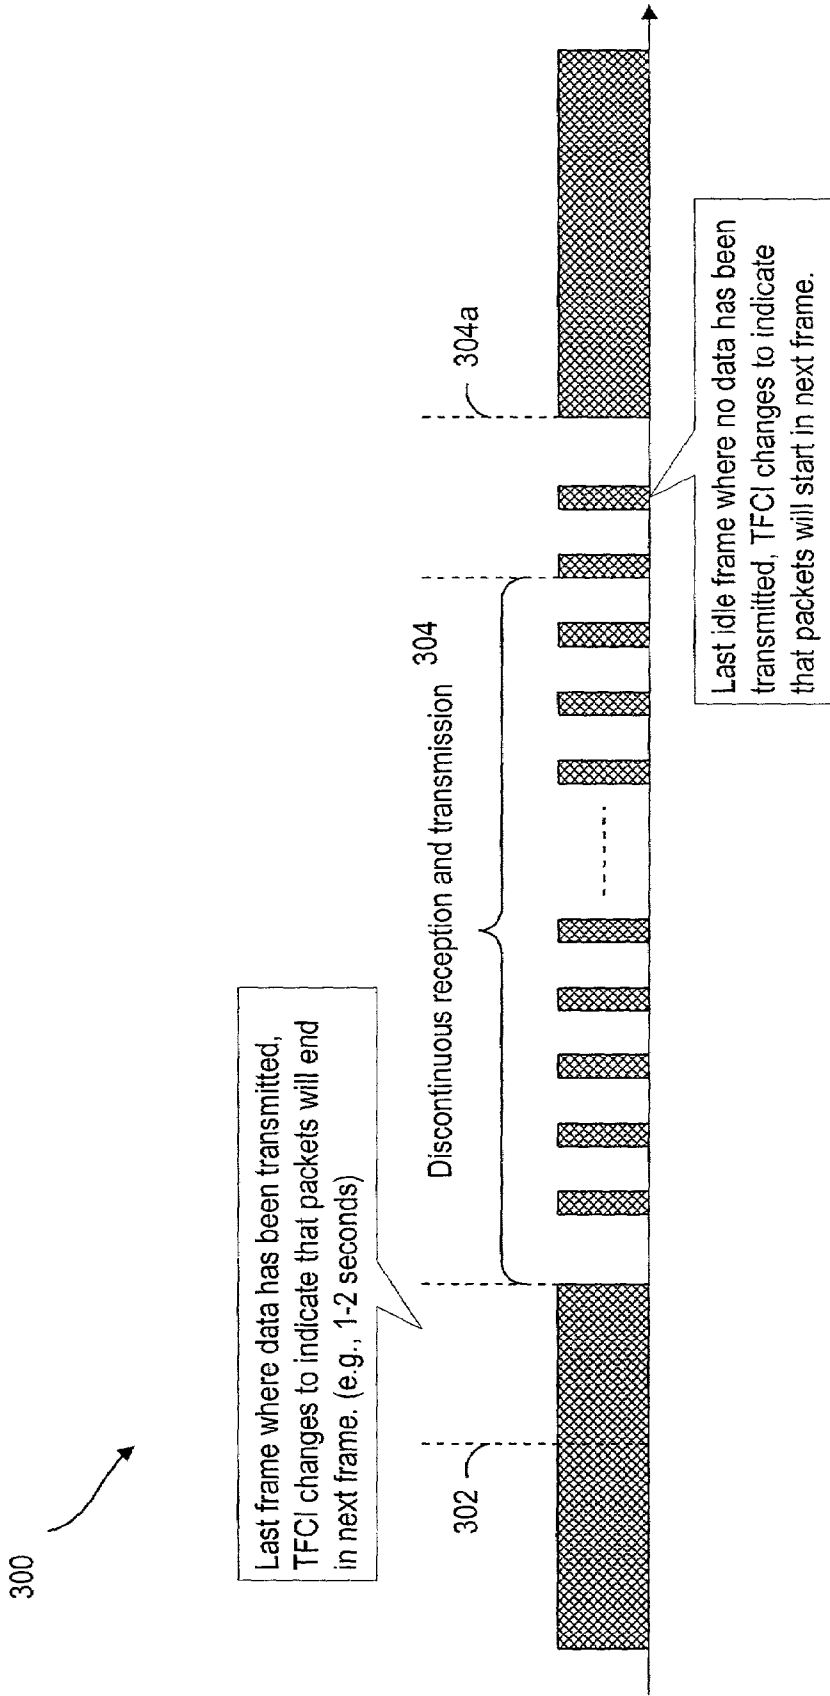 300
Last frame where data has been transmitted,
TFCI changes to indicate that packets will end
in next frame. (e.g., 1-2 seconds)
302
Discontinuous reception and transmission
304
304a
Last idle frame where no data has been
transmitted, TFCI changes to indicate
that packets will start in next frame.